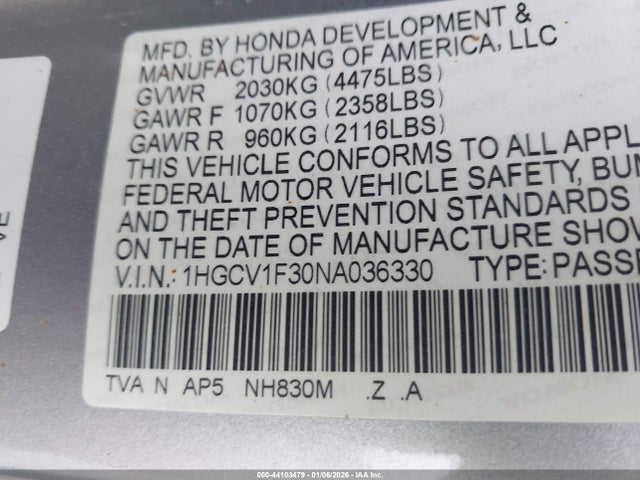 MFD. BY HONDA DEVELOPMENT &
MANUFACTURING OF AMERICA, LLC
GVWR 2030KG (4475LBS)
GAWR F 1070KG (2358LBS)
GAWR R 960KG (2116LBS)
THIS VEHICLE CONFORMS TO ALL APPL
FEDERAL MOTOR VEHICLE SAFETY, BUM
AND THEFT PREVENTION STANDARDS
ON THE DATE OF MANUFACTURE SHOW
V.I.N.: 1HGCV1F30NA036330 TYPE: PASSE
TVA N AP5 NH830M .Z .A
VE
000-44103479 | 01/06/2026 | IAA Inc.